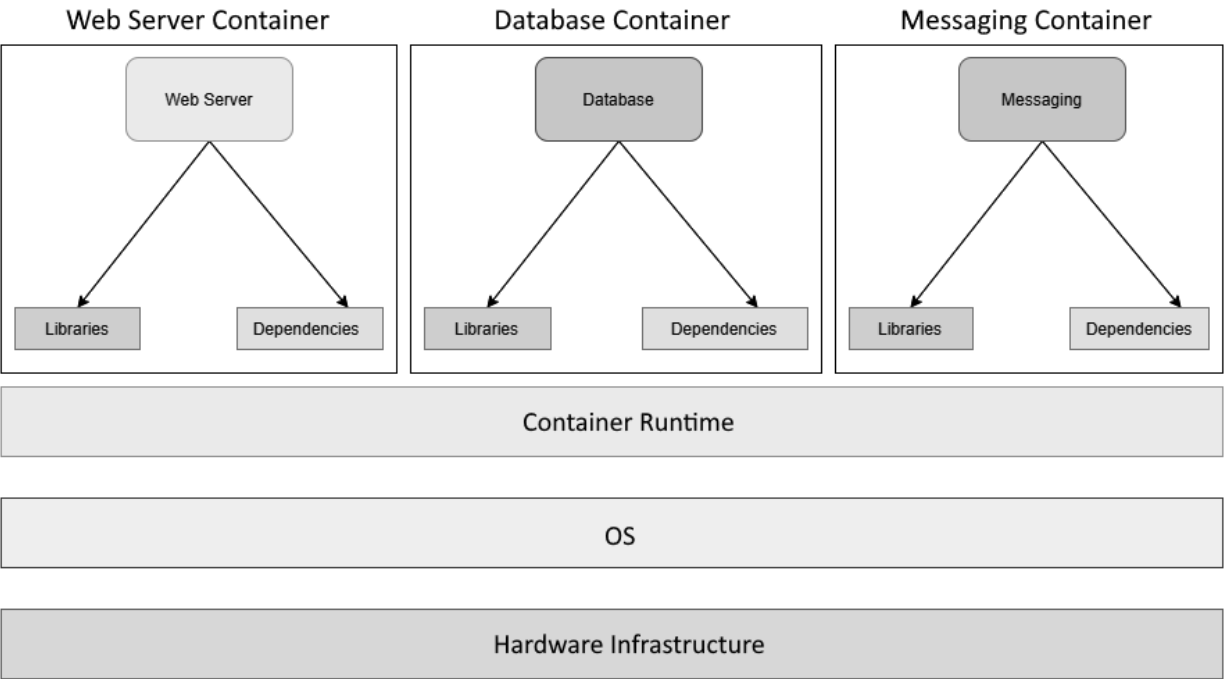 Web Server Container
Database Container
Messaging Container
Web Server
Database
Messaging
Libraries
Dependencies
Libraries
Dependencies
Libraries
Dependencies
Container Runtime
OS
Hardware Infrastructure